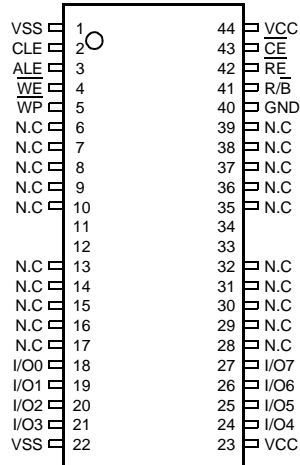 VSS 1 44 VCC
CLE 2 43 CE
ALE 3 42 RE
WE 4 41 R/B
WP 5 40 GND
N.C 6 39 N.C
N.C 7 38 N.C
N.C 8 37 N.C
N.C 9 36 N.C
N.C 10 35 N.C
11 34
12 33
N.C 13 32 N.C
N.C 14 31 N.C
N.C 15 30 N.C
N.C 16 29 N.C
N.C 17 28 N.C
I/O0 18 27 I/O7
I/O1 19 26 I/O6
I/O2 20 25 I/O5
I/O3 21 24 I/O4
VSS 22 23 VCC